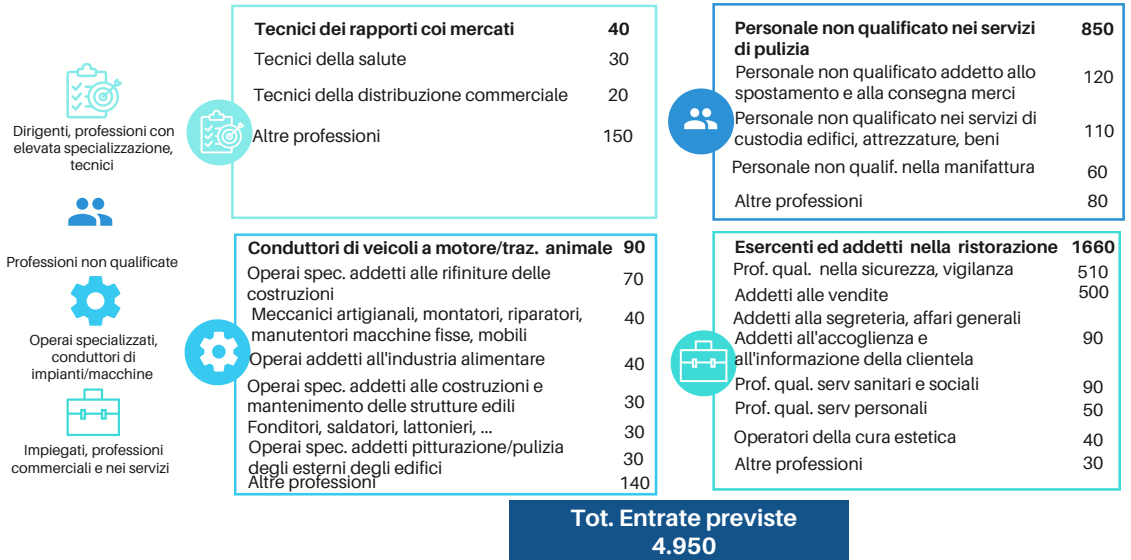 Dirigenti, professioni con
elevata specializzazione,
tecnici
Professioni non qualificate
Operai specializzati,
conduttori di
impianti/macchine
Impiegati, professioni
commerciali e nei servizi
Tecnici dei rapporti coi mercati 40
Tecnici della salute 30
Tecnici della distribuzione commerciale 20
Altre professioni 150
Personale non qualificato nei servizi 850
di pulizia
Personale non qualificato addetto allo 120
spostamento e alla consegna merci
Personale non qualificato nei servizi di 110
custodia edifici, attrezzature, beni
Personale non qualif. nella manifattura 60
Altre professioni 80
Conduttori di veicoli a motore/traz. animale 90
Operai spec. addetti alle rifiniture delle 70
costruzioni
Meccanici artigianali, montatori, riparatori, 40
manutentori macchine fisse, mobili
Operai addetti all'industria alimentare 40
Operai spec. addetti alle costruzioni e 30
mantenimento delle strutture edili
Fonditori, saldatori, lattonieri, ... 30
Operai spec. addetti pitturazione/pulizia 30
degli esterni degli edifici
Altre professioni 140
Esercenti ed addetti nella ristorazione 1660
Prof. qual. nella sicurezza, vigilanza 510
Addetti alle vendite 500
Addetti alla segreteria, affari generali
Addetti all'accoglienza e 90
all'informazione della clientela
Prof. qual. serv sanitari e sociali 90
Prof. qual. serv personali 50
Operatori della cura estetica 40
Altre professioni 30
Tot. Entrate previste
4.950